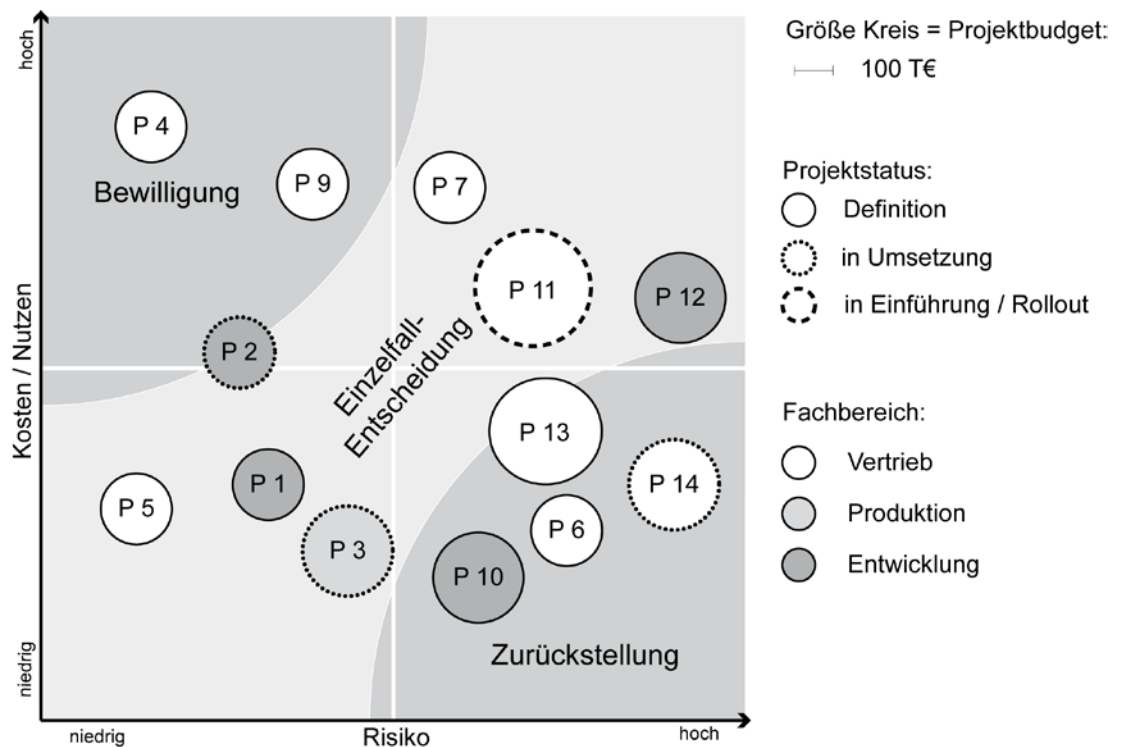 hoch
Kosten / Nutzen
niedrig
P 4
Bewilligung
P 9
P 7
P 11
P 12
P 2
Einzelfall-
Entscheidung
P 13
P 14
P 1
P 5
P 3
P 6
P 10
Zurückstellung
niedrig
Risiko
hoch
Größe Kreis = Projektbudget:
100 T€
Projektstatus:
Definition
in Umsetzung
in Einführung / Rollout
Fachbereich:
Vertrieb
Produktion
Entwicklung